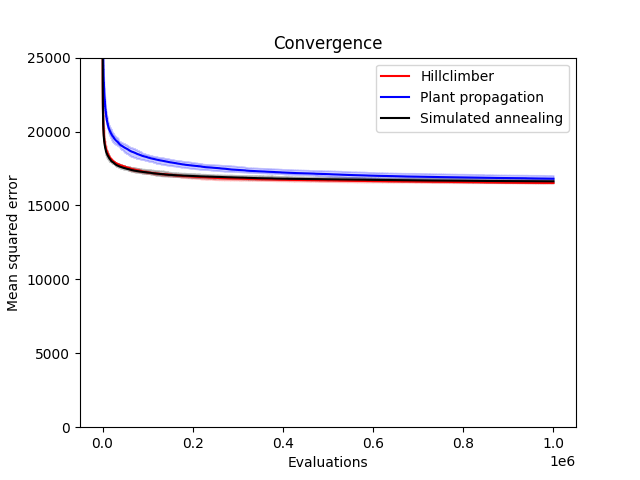 Convergence
Hillclimber
Plant propagation
Simulated annealing
Mean squared error
25000
20000
15000
10000
5000
0
0.0 0.2 0.4 0.6 0.8 1.0
1e6
Evaluations